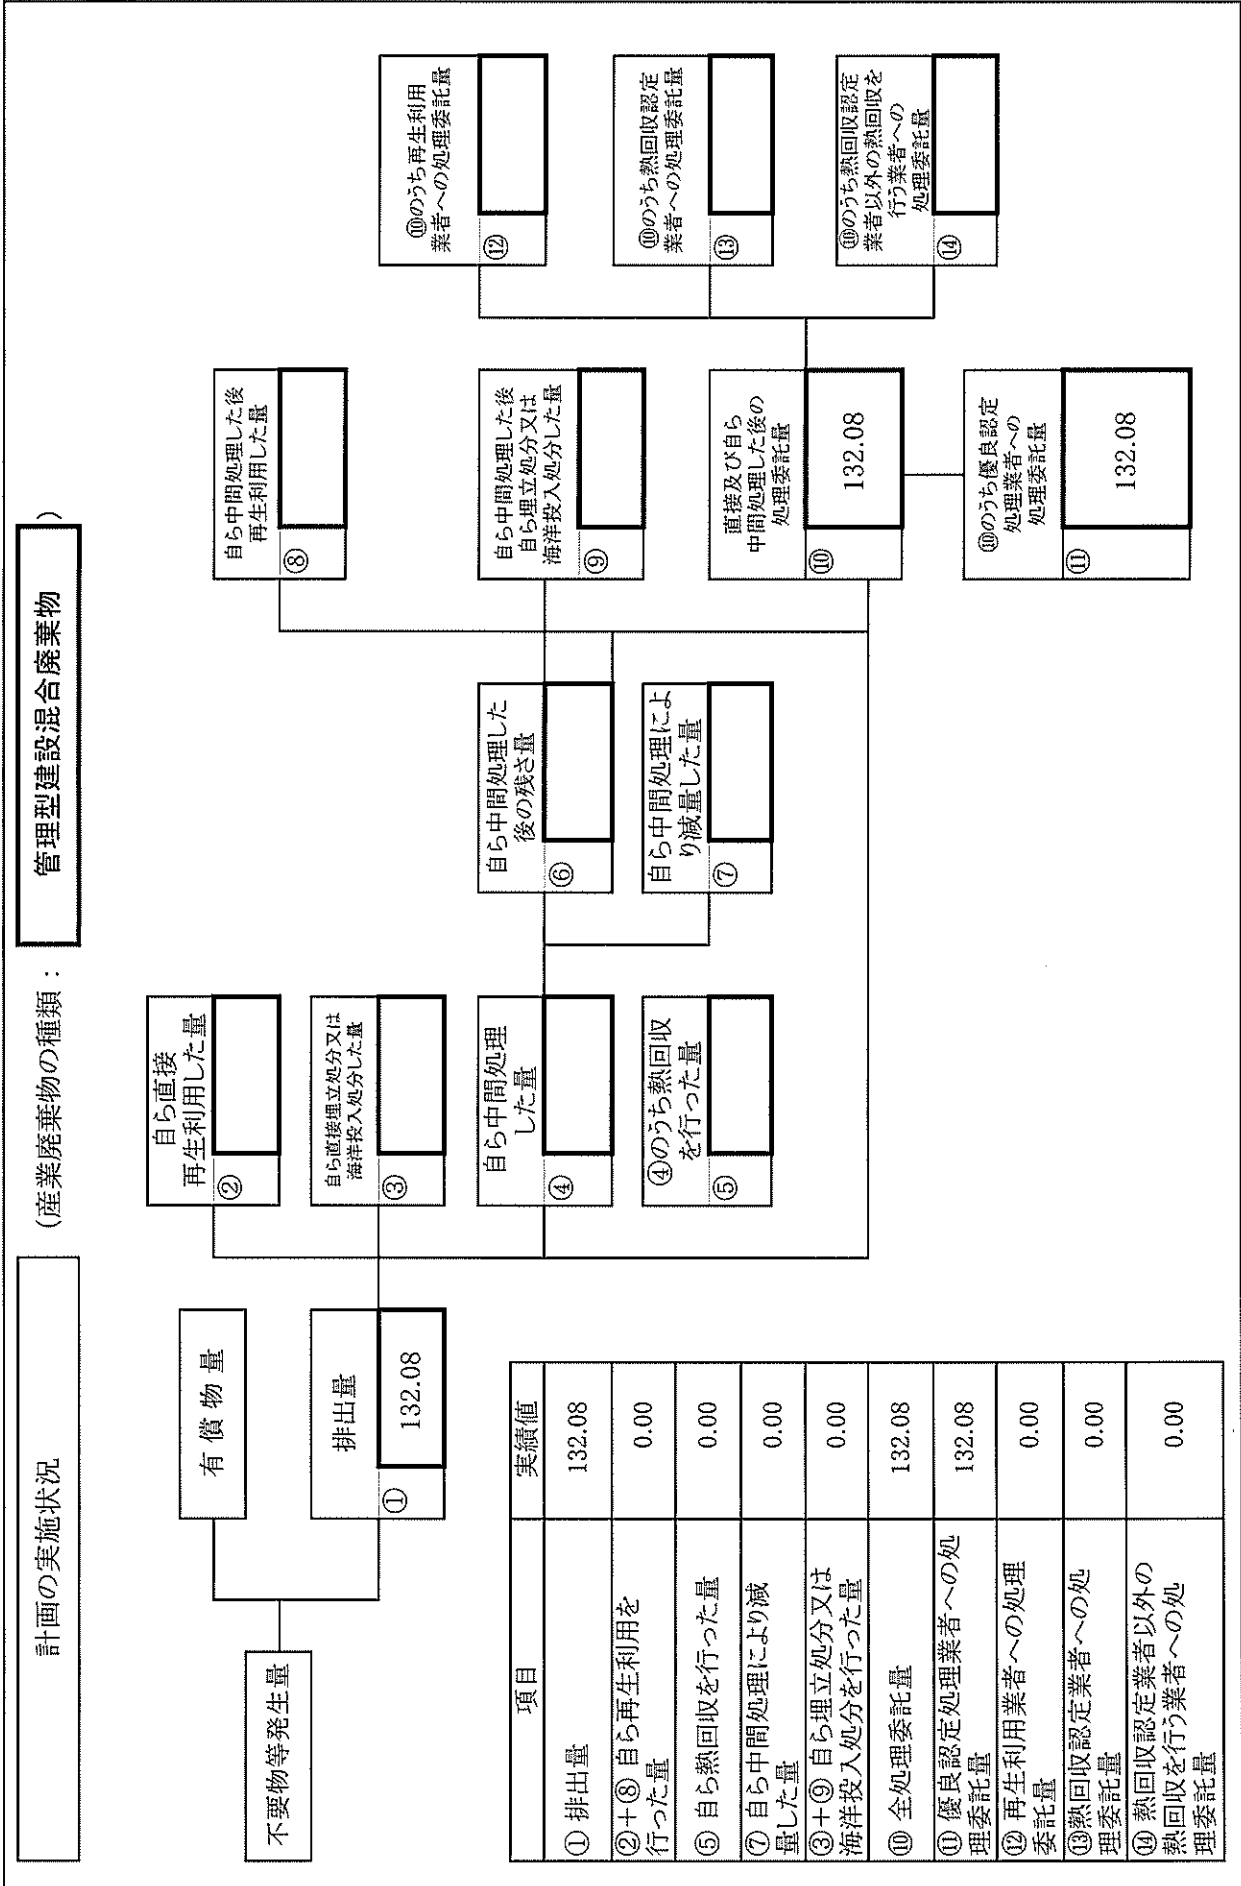 計画の実施状況
(産業廃棄物の種類：
管理型建設混合廃棄物
)
不要物等発生量
有償物量
排出量
①
132.08
自ら直接
再生利用した量
②
自ら直接埋立処分又は
海洋投入処分した量
③
自ら中間処理
した量
④
④のうち熱回収
を行った量
⑤
自ら中間処理した
後の残さ量
⑥
自ら中間処理によ
り減量した量
⑦
自ら中間処理した後
再生利用した量
⑧
自ら中間処理した後
自ら埋立処分又は
海洋投入処分した量
⑨
直接及び自ら
中間処理した後の
処理委託量
⑩
132.08
⑩のうち優良認定
処理業者への
処理委託量
⑪
132.08
⑩のうち再生利用
業者への処理委託量
⑫
⑩のうち熱回収認定
業者への処理委託量
⑬
⑩のうち熱回収認定
業者以外の熱回収を
行う業者への
処理委託量
⑭
項目
実績値
① 排出量
132.08
②＋⑧ 自ら再生利用を
行った量
0.00
⑤ 自ら熱回収を行った量
0.00
⑦ 自ら中間処理により減
量した量
0.00
③＋⑨ 自ら埋立処分又は
海洋投入処分を行った量
0.00
⑩ 全処理委託量
132.08
⑪ 優良認定処理業者への処
理委託量
132.08
⑫ 再生利用業者への処理
委託量
0.00
⑬熱回収認定業者への処
理委託量
0.00
⑭ 熱回収認定業者以外の
熱回収を行う業者への処
理委託量
0.00